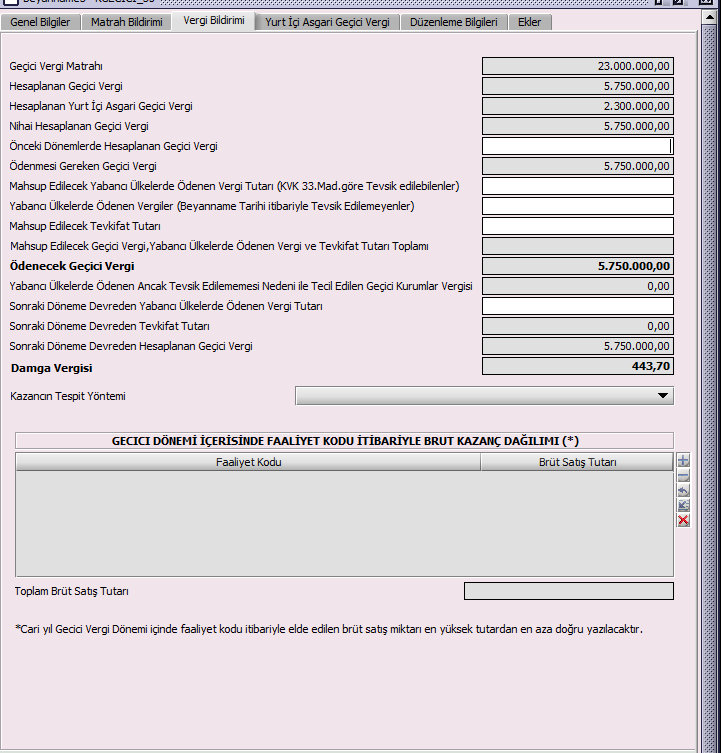 Genel Bilgiler Matrah Bildirimi Vergi Bildirimi Yurt İçi Asgari Geçici Vergi Düzenleme Bilgileri Ekler
Geçici Vergi Matrahı 23.000.000,00
Hesaplanan Geçici Vergi 5.750.000,00
Hesaplanan Yurt İçi Asgari Geçici Vergi 2.300.000,00
Nihai Hesaplanan Geçici Vergi 5.750.000,00
Önceki Dönemlerde Hesaplanan Geçici Vergi
Ödenmesi Gereken Geçici Vergi 5.750.000,00
Mahsup Edilecek Yabancı Ülkelerde Ödenen Vergi Tutarı (KVK 33.Mad.göre Tevsik edilebilenler)
Yabancı Ülkelerde Ödenen Vergiler (Beyanname Tarihi itibariyle Tevsik Edilemeyenler)
Mahsup Edilecek Tevkifat Tutarı
Mahsup Edilecek Geçici Vergi,Yabancı Ülkelerde Ödenen Vergi ve Tevkifat Tutarı Toplamı
Ödenecek Geçici Vergi 5.750.000,00
Yabancı Ülkelerde Ödenen Ancak Tevsik Edilememesi Nedeni ile Tecil Edilen Geçici Kurumlar Vergisi 0,00
Sonraki Döneme Devreden Yabancı Ülkelerde Ödenen Vergi Tutarı
Sonraki Döneme Devreden Tevkifat Tutarı 0,00
Sonraki Döneme Devreden Hesaplanan Geçici Vergi 5.750.000,00
Damga Vergisi 443,70
Kazancın Tespit Yöntemi
GECICI DÖNEMİ İÇERİSİNDE FAALİYET KODU İTİBARİYLE BRUT KAZANÇ DAĞILIMI (*)
Faaliyet Kodu Brüt Satış Tutarı
Toplam Brüt Satış Tutarı
*Cari yıl Gecici Vergi Dönemi içinde faaliyet kodu itibariyle elde edilen brüt satış miktarı en yüksek tutardan en aza doğru yazılacaktır.